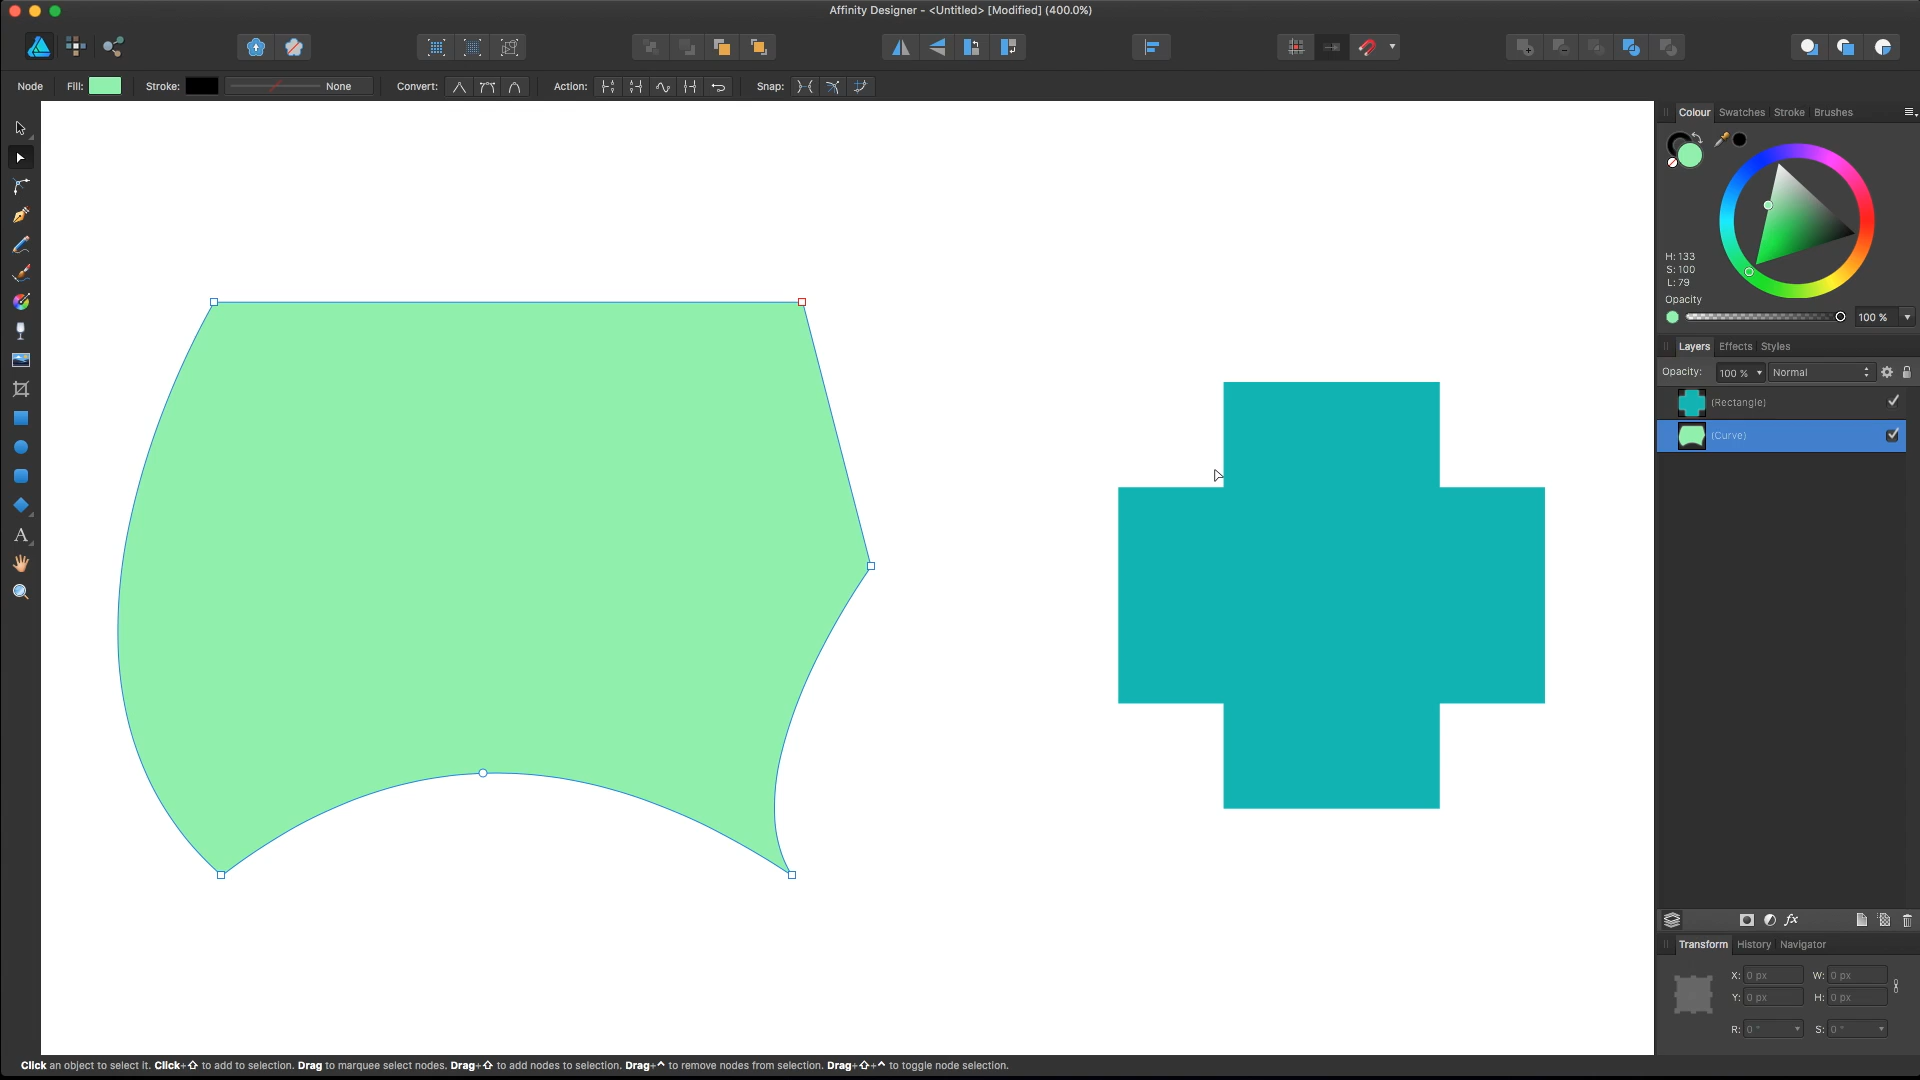 Affinity Designer - <Untitled> [Modified] (400.0%)
Node Fill: Stroke: None Convert: Action: Snap:
Colour Swatches Stroke Brushes
H: 133
S: 100
L: 79
Opacity
100 %
Layers Effects Styles
Opacity: 100 % Normal
(Rectangle)
(Curve)
fx
Transform History Navigator
X: 0 px W: 0 px
Y: 0 px H: 0 px
R: 0 ° S: 0 °
A
Click an object to select it. Click+⇧ to add to selection. Drag to marquee select nodes. Drag+⇧ to add nodes to selection. Drag+^ to remove nodes from selection. Drag+⇧+^ to toggle node selection.